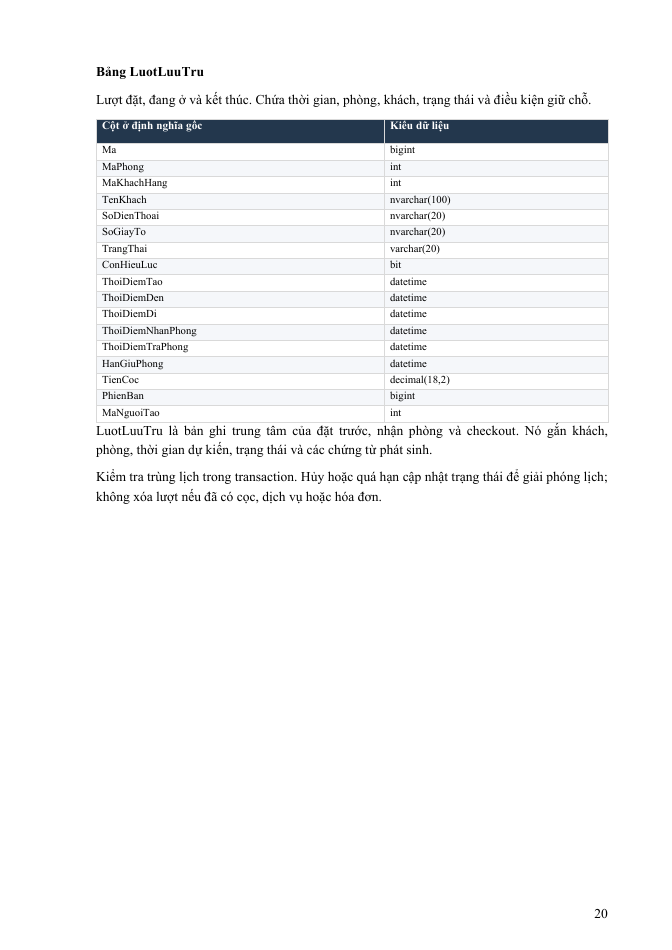 Bảng LuotLuuTru
Lượt đặt, đang ở và kết thúc. Chứa thời gian, phòng, khách, trạng thái và điều kiện giữ chỗ.
Cột ở định nghĩa gốc Kiểu dữ liệu
Ma bigint
MaPhong int
MaKhachHang int
TenKhach nvarchar(100)
SoDienThoai nvarchar(20)
SoGiayTo nvarchar(20)
TrangThai varchar(20)
ConHieuLuc bit
ThoiDiemTao datetime
ThoiDiemDen datetime
ThoiDiemDi datetime
ThoiDiemNhanPhong datetime
ThoiDiemTraPhong datetime
HanGiuPhong datetime
TienCoc decimal(18,2)
PhienBan bigint
MaNguoiTao int
LuotLuuTru là bản ghi trung tâm của đặt trước, nhận phòng và checkout. Nó gắn khách,
phòng, thời gian dự kiến, trạng thái và các chứng từ phát sinh.
Kiểm tra trùng lịch trong transaction. Hủy hoặc quá hạn cập nhật trạng thái để giải phóng lịch;
không xóa lượt nếu đã có cọc, dịch vụ hoặc hóa đơn.
20